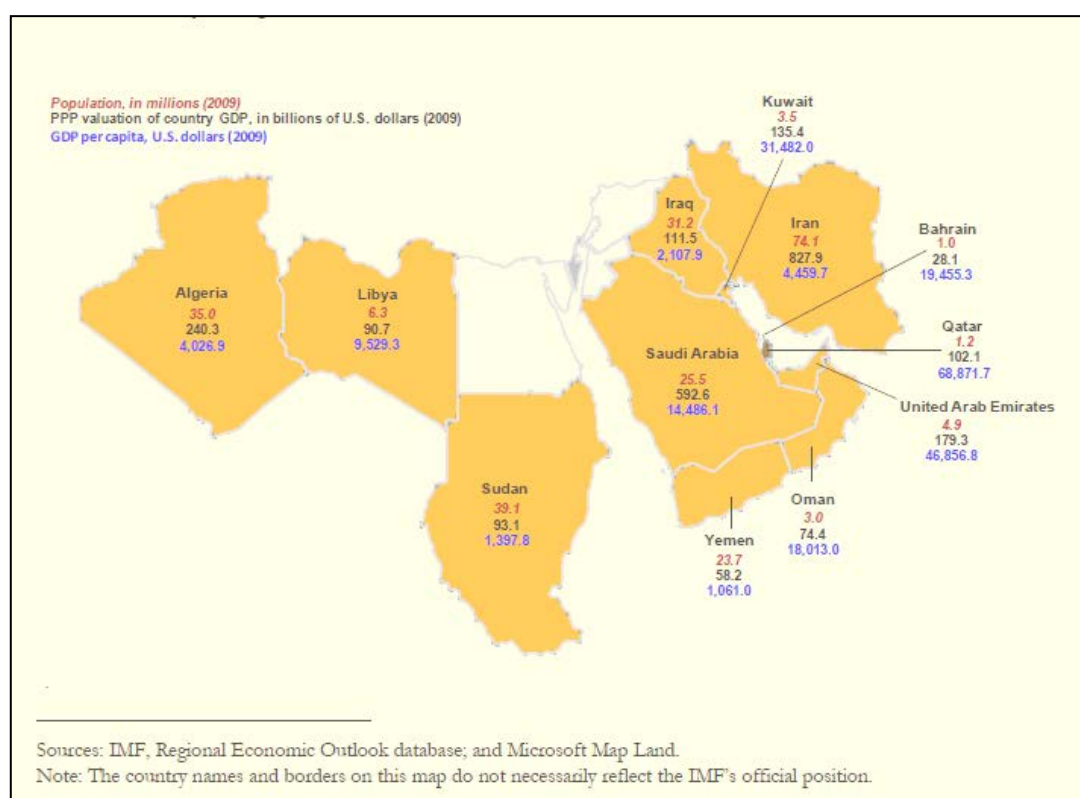 Population, in millions (2009)
PPP valuation of country GDP, in billions of U.S. dollars (2009)
GDP per capita, U.S. dollars (2009)
Kuwait
3.5
135.4
31,482.0
Iraq
31.2
111.5
2,107.9
Iran
74.1
827.9
4,459.7
Bahrain
1.0
28.1
19,455.3
Algeria
35.0
240.3
4,026.9
Libya
6.3
90.7
9,529.3
Qatar
1.2
102.1
68,871.7
Saudi Arabia
25.5
592.6
14,486.1
United Arab Emirates
4.9
179.3
46,856.8
Sudan
39.1
93.1
1,397.8
Oman
3.0
74.4
18,013.0
Yemen
23.7
58.2
1,061.0
Sources: IMF, Regional Economic Outlook database; and Microsoft Map Land.
Note: The country names and borders on this map do not necessarily reflect the IMF's official position.